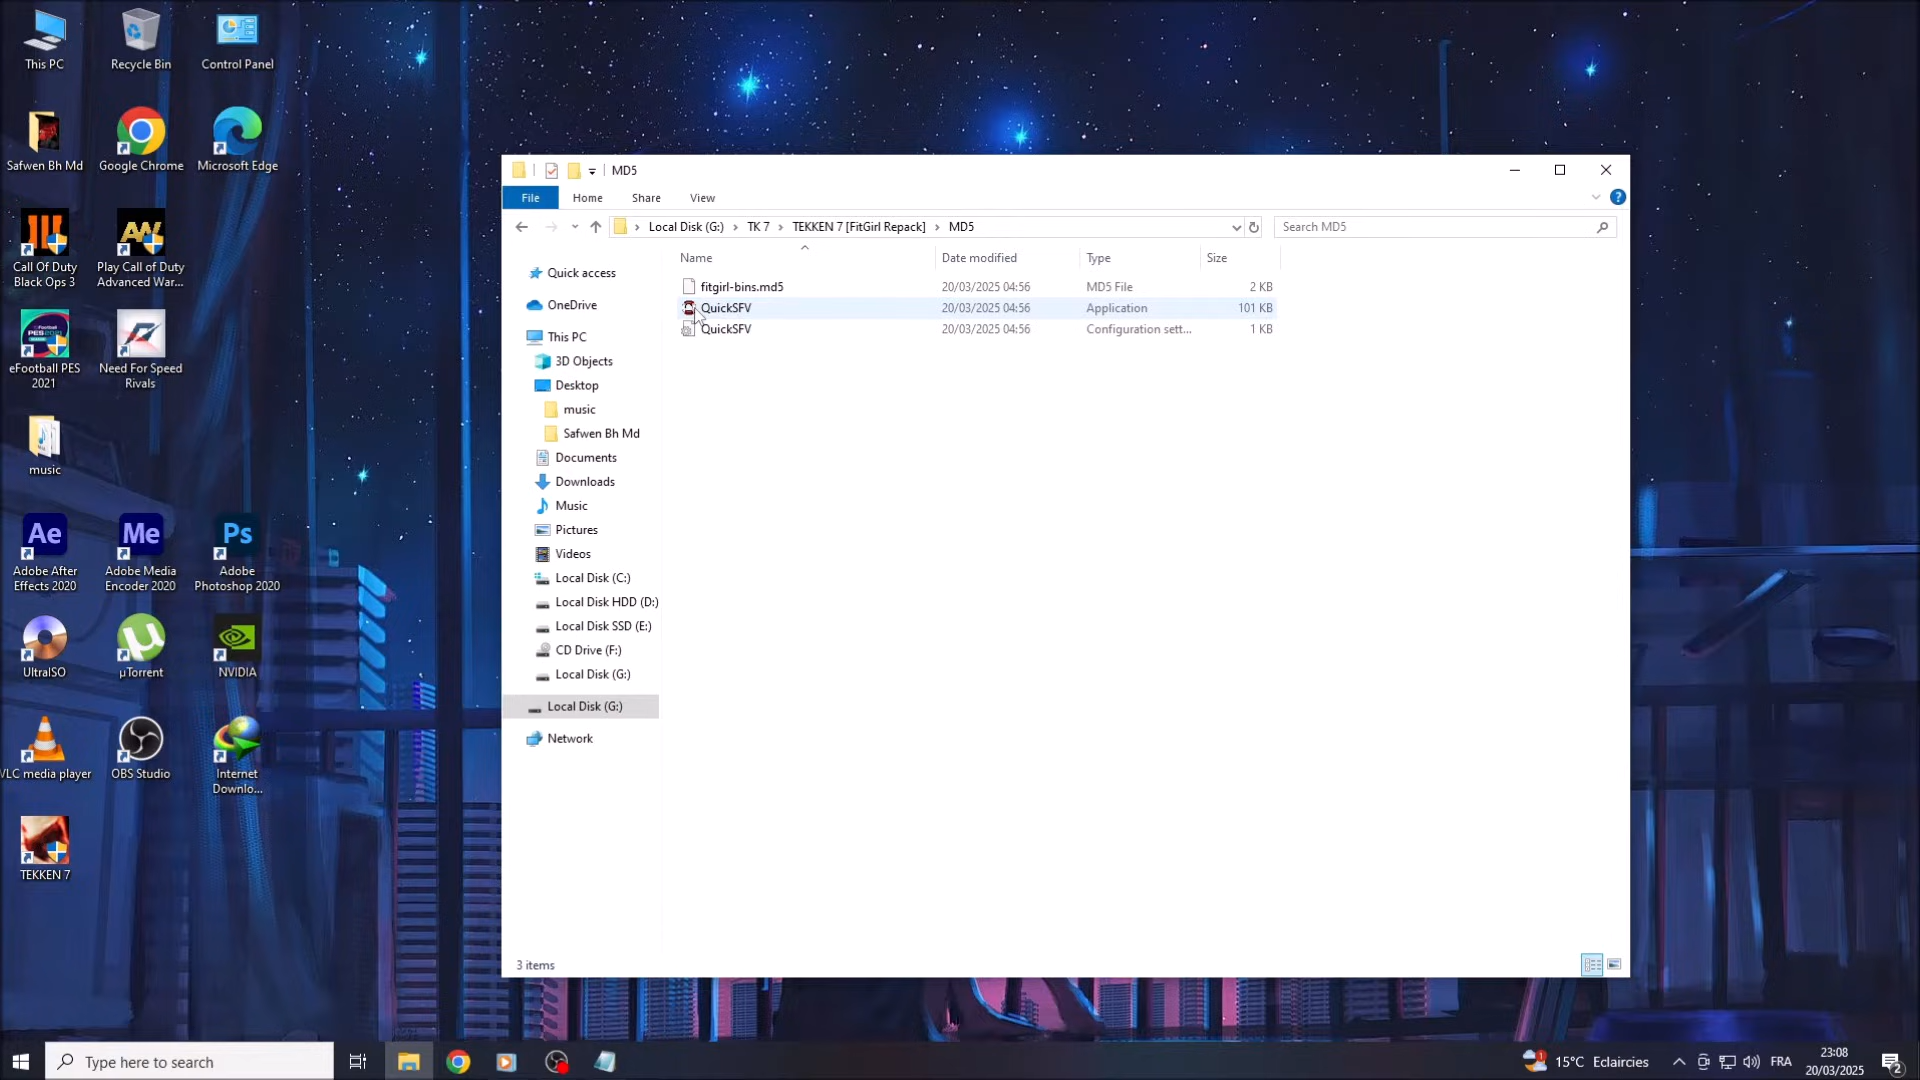 This PC
Recycle Bin
Control Panel
Safwen Bh Md
Google Chrome
Microsoft Edge
Call Of Duty
Black Ops 3
Play Call of Duty
Advanced War...
eFootball PES
2021
Need For Speed
Rivals
music
Ae
Me
Ps
Adobe After
Effects 2020
Adobe Media
Encoder 2020
Adobe
Photoshop 2020
UltraISO
µTorrent
NVIDIA
VLC media player
OBS Studio
Internet
Downlo...
TEKKEN 7
MD5
File
Home
Share
View
Local Disk (G:)
TK 7
TEKKEN 7 [FitGirl Repack]
MD5
Search MD5
Name
Date modified
Type
Size
fitgirl-bins.md5
20/03/2025 04:56
MD5 File
2 KB
QuickSFV
20/03/2025 04:56
Application
101 KB
QuickSFV
20/03/2025 04:56
Configuration sett...
1 KB
Quick access
OneDrive
This PC
3D Objects
Desktop
music
Safwen Bh Md
Documents
Downloads
Music
Pictures
Videos
Local Disk (C:)
Local Disk HDD (D:)
Local Disk SSD (E:)
CD Drive (F:)
Local Disk (G:)
Local Disk (G:)
Network
3 items
Type here to search
15°C Eclaircies
FRA
23:08
20/03/2025
2